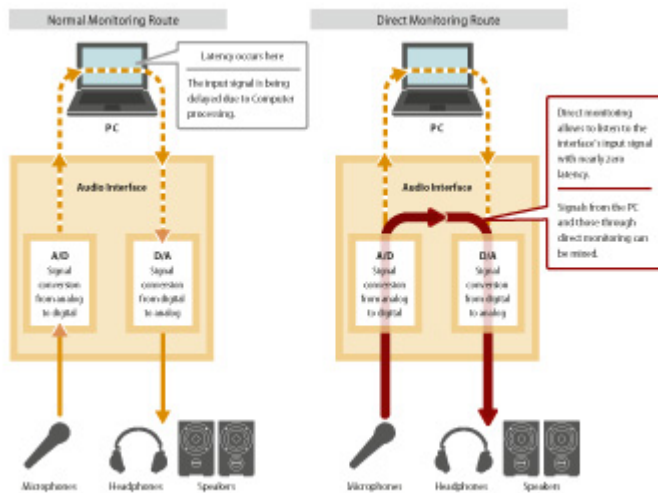 Normal Monitoring Route
Latency occurs here
The input signal is being
delayed due to Computer
processing.
PC
Audio Interface
A/D
Signal
conversion
from analog
to digital
D/A
Signal
conversion
from digital
to analog
Microphones
Headphones
Speakers
Direct Monitoring Route
PC
Direct monitoring
allows to listen to the
interface's input signal
with nearly zero
latency.
Signals from the PC
and those through
direct monitoring can
be mixed.
Audio Interface
A/D
Signal
conversion
from analog
to digital
D/A
Signal
conversion
from digital
to analog
Microphones
Headphones
Speakers